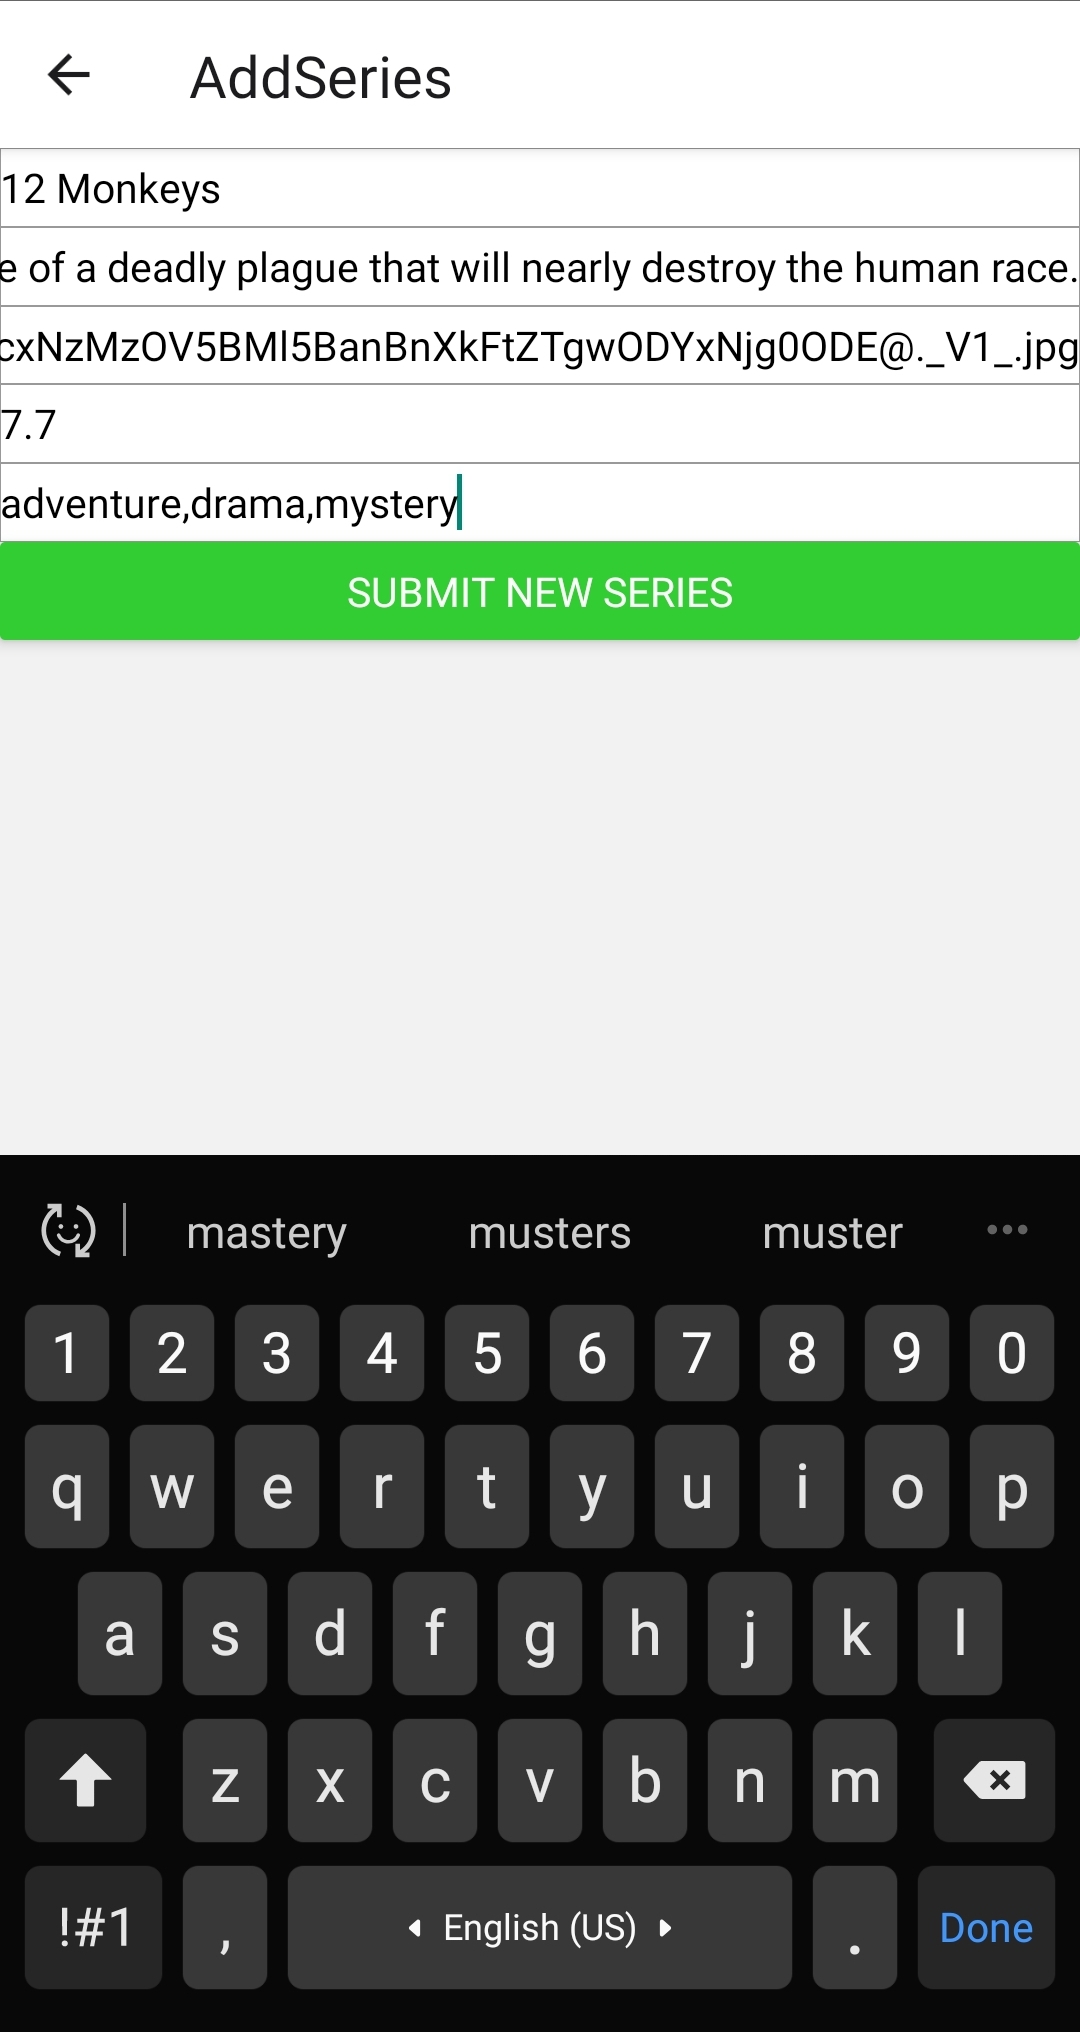 AddSeries
12 Monkeys
e of a deadly plague that will nearly destroy the human race.
cxNzMzOV5BMl5BanBnXkFtZTgwODYxNjg0ODE@._V1_.jpg
7.7
adventure,drama,mystery
SUBMIT NEW SERIES
mastery musters muster
1 2 3 4 5 6 7 8 9 0
q w e r t y u i o p
a s d f g h j k l
z x c v b n m
!#1 , English (US) . Done